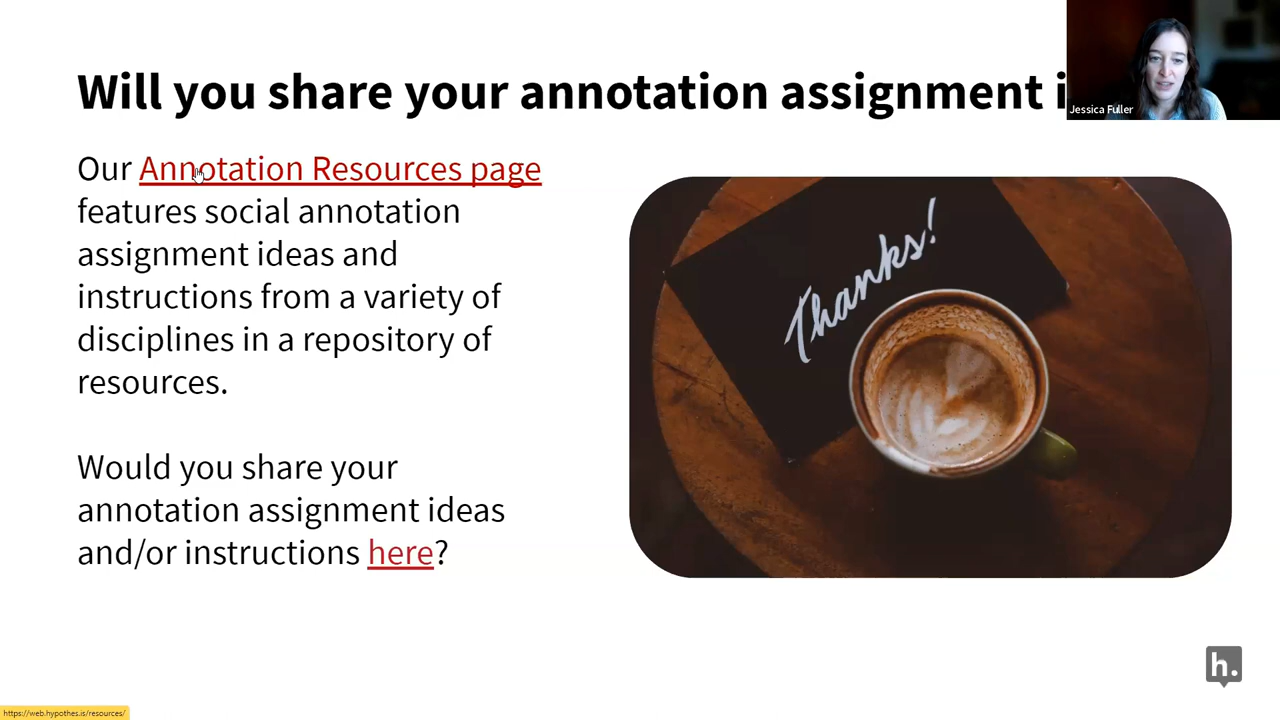 Will you share your annotation assignment i
Jessica Fuller
Our Annotation Resources page
features social annotation
assignment ideas and
instructions from a variety of
disciplines in a repository of
resources.
Thanks!
Would you share your
annotation assignment ideas
and/or instructions here?
h.
https://web.hypothes.is/resources/